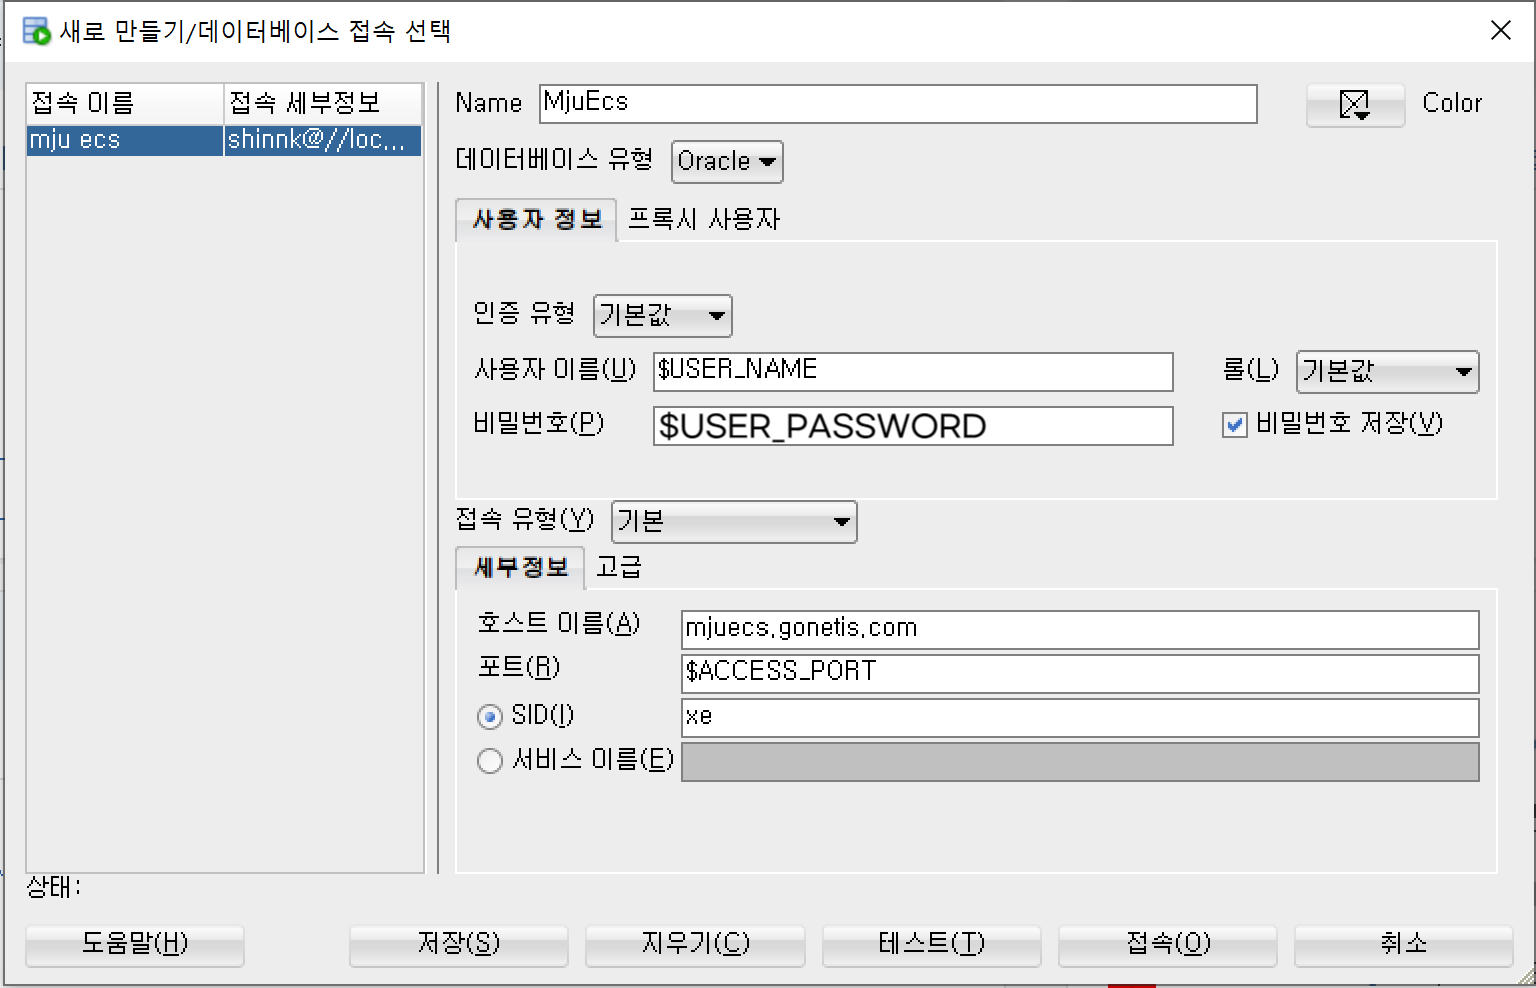 새로 만들기/데이터베이스 접속 선택
접속 이름 접속 세부정보
mju ecs shinnk@//loc...
Name MjuEcs Color
데이터베이스 유형 Oracle
사용자 정보 프록시 사용자
인증 유형 기본값
사용자 이름(U) $USER_NAME 롤(L) 기본값
비밀번호(P) $USER_PASSWORD 비밀번호 저장(V)
접속 유형(Y) 기본
세부정보 고급
호스트 이름(A) mjuecs.gonetis.com
포트(R) $ACCESS_PORT
SID(I) xe
서비스 이름(E)
상태:
도움말(H) 저장(S) 지우기(C) 테스트(T) 접속(O) 취소